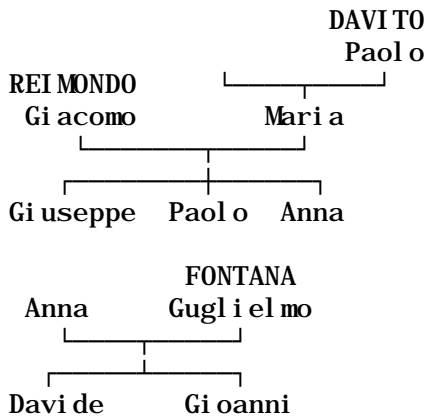 DAVITO
Paolo
REIMONDO
Giacomo Maria
Giuseppe Paolo Anna
FONTANA
Anna Guglielmo
Davide Gioanni